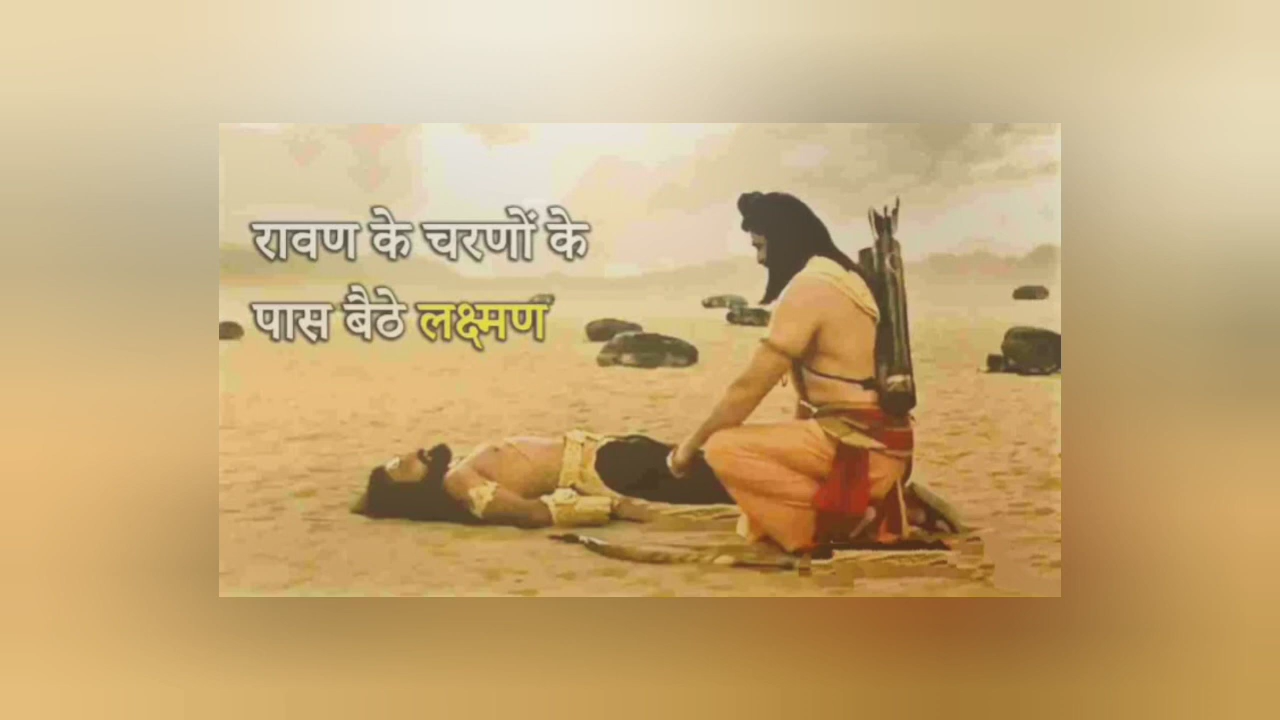 रावण के चरणों के
पास बैठे लक्ष्मण